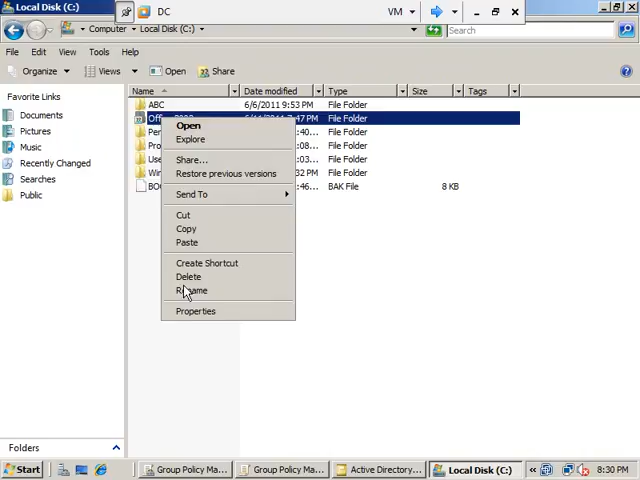 Local Disk (C:)
DC
VM
Computer
Local Disk (C:)
Search
File
Edit
View
Tools
Help
Organize
Views
Open
Share
Favorite Links
Documents
Pictures
Music
Recently Changed
Searches
Public
Folders
Name
Date modified
Type
Size
Tags
ABC
6/6/2011 9:53 PM
File Folder
File Folder
File Folder
File Folder
File Folder
File Folder
BAK File
8 KB
Open
Explore
Share...
Restore previous versions
Send To
Cut
Copy
Paste
Create Shortcut
Delete
Properties
Start
Group Policy Ma...
Group Policy Ma...
Active Directory...
Local Disk (C:)
8:30 PM